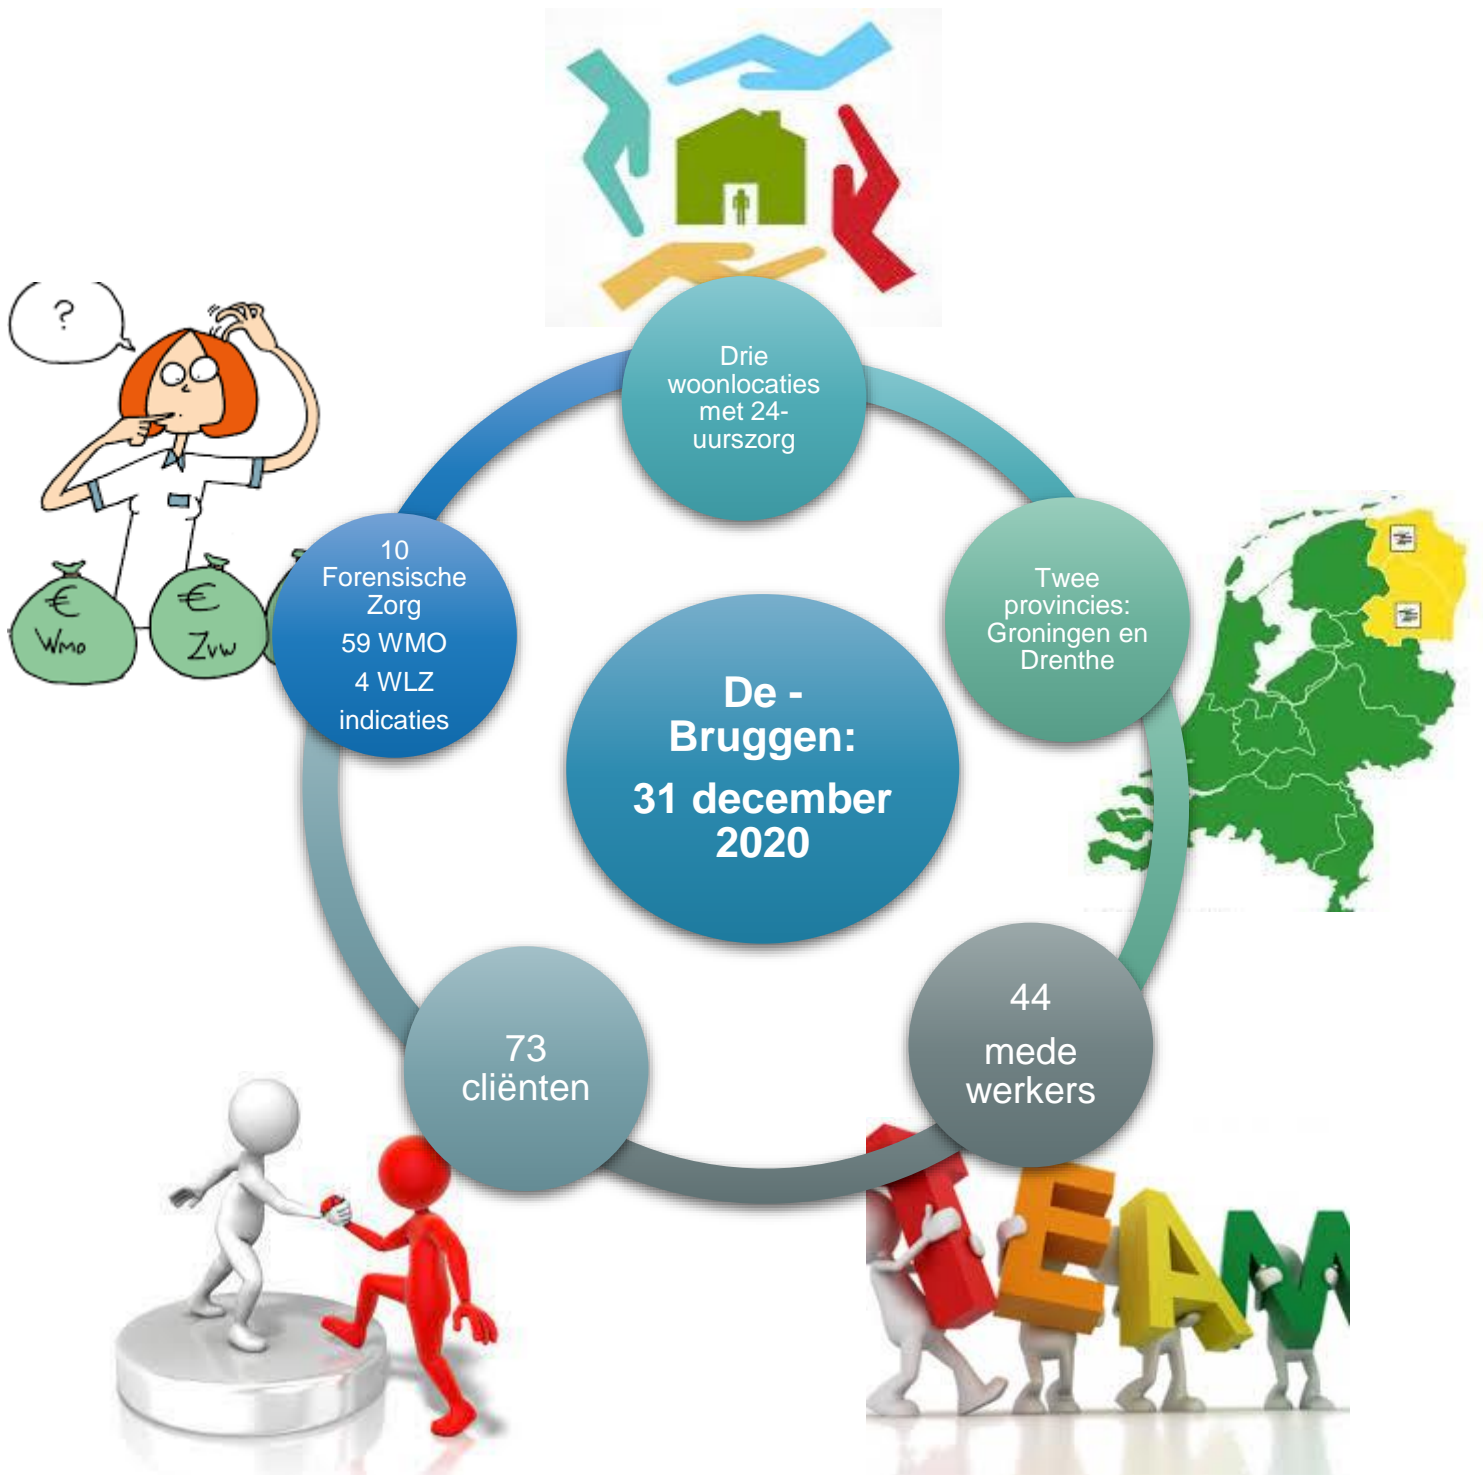 Drie
woonlocaties
met 24-
uurszorg
?
€
Wmo
€
Zvw
10
Forensische
Zorg
59 WMO
4 WLZ
indicaties
Twee
provincies:
Groningen en
Drenthe
De -
Bruggen:
31 december
2020
44
mede
werkers
73
cliënten
TEAM